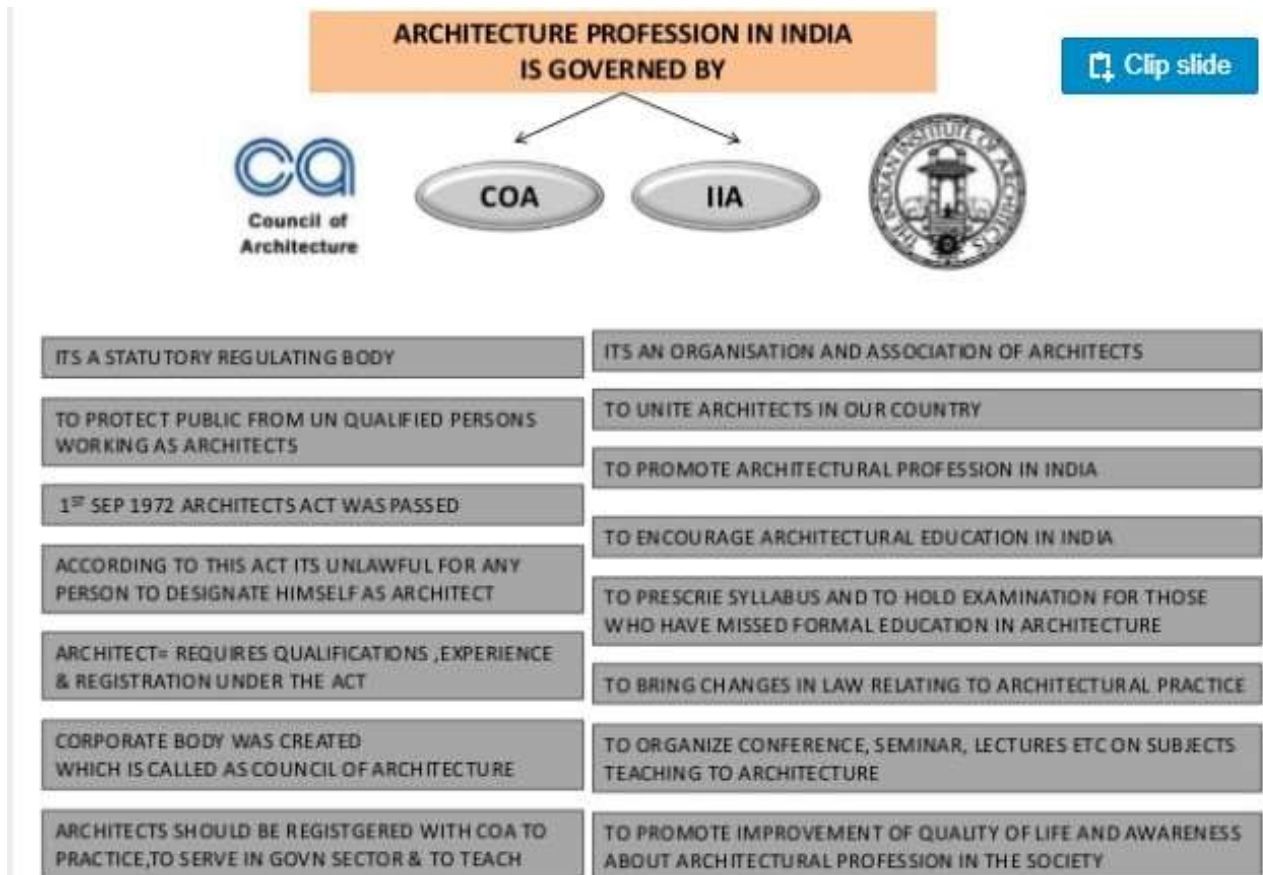 ARCHITECTURE PROFESSION IN INDIA
IS GOVERNED BY
Clip slide
ca
Council of
Architecture
COA
IIA
THE INDIAN INSTITUTE OF ARCHITECTS
ITS A STATUTORY REGULATING BODY
TO PROTECT PUBLIC FROM UN QUALIFIED PERSONS
WORKING AS ARCHITECTS
1ST SEP 1972 ARCHITECTS ACT WAS PASSED
ACCORDING TO THIS ACT ITS UNLAWFUL FOR ANY
PERSON TO DESIGNATE HIMSELF AS ARCHITECT
ARCHITECT= REQUIRES QUALIFICATIONS ,EXPERIENCE
& REGISTRATION UNDER THE ACT
CORPORATE BODY WAS CREATED
WHICH IS CALLED AS COUNCIL OF ARCHITECTURE
ARCHITECTS SHOULD BE REGISTGERED WITH COA TO
PRACTICE,TO SERVE IN GOVN SECTOR & TO TEACH
ITS AN ORGANISATION AND ASSOCIATION OF ARCHITECTS
TO UNITE ARCHITECTS IN OUR COUNTRY
TO PROMOTE ARCHITECTURAL PROFESSION IN INDIA
TO ENCOURAGE ARCHITECTURAL EDUCATION IN INDIA
TO PRESCRIE SYLLABUS AND TO HOLD EXAMINATION FOR THOSE
WHO HAVE MISSED FORMAL EDUCATION IN ARCHITECTURE
TO BRING CHANGES IN LAW RELATING TO ARCHITECTURAL PRACTICE
TO ORGANIZE CONFERENCE, SEMINAR, LECTURES ETC ON SUBJECTS
TEACHING TO ARCHITECTURE
TO PROMOTE IMPROVEMENT OF QUALITY OF LIFE AND AWARENESS
ABOUT ARCHITECTURAL PROFESSION IN THE SOCIETY